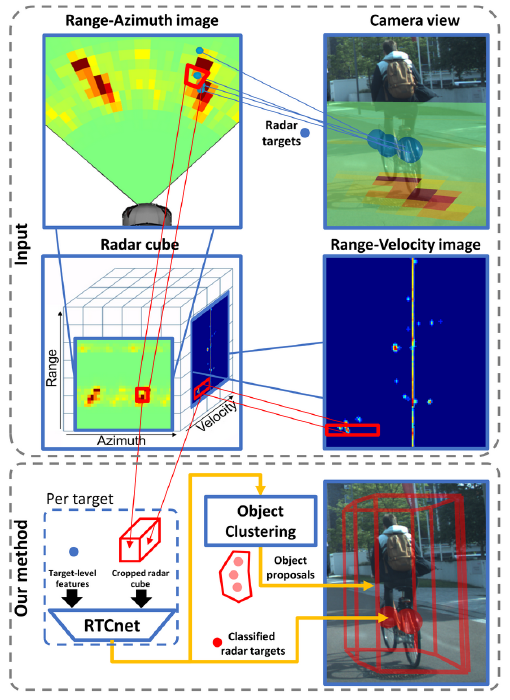 Range-Azimuth image
Camera view
Radar
targets
Input
Radar cube
Range-Velocity image
Range
Azimuth
Velocity
Our method
Per target
Target-level
features
Cropped radar
cube
RTCnet
Object
Clustering
Object
proposals
Classified
radar targets